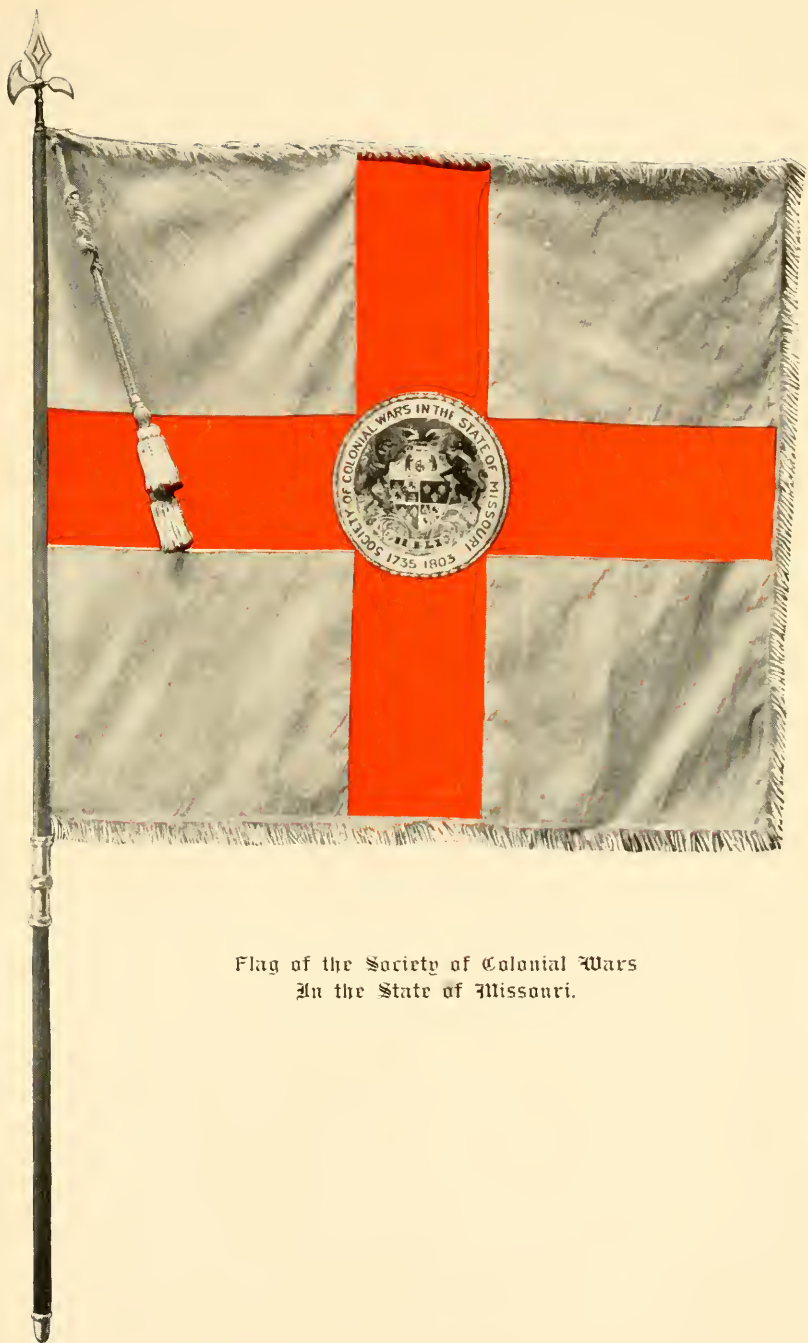 SOCIETY OF COLONIAL WARS IN THE STATE OF MISSOURI
1735 1803
Flag of the Society of Colonial Wars
In the State of Missouri.